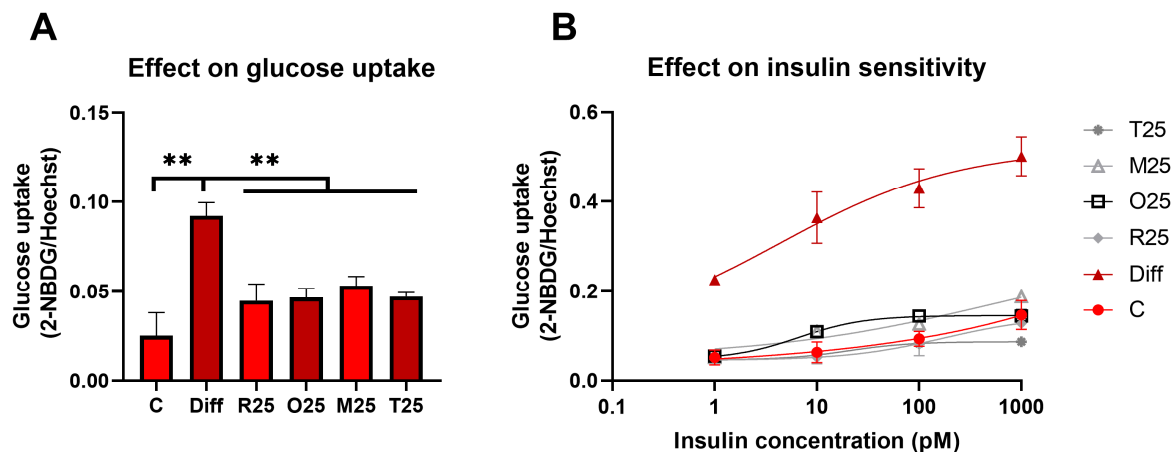 A
Effect on glucose uptake
Glucose uptake
(2-NBDG/Hoechst)
0.15
0.10
0.05
0.00
** **
C Diff R25 O25 M25 T25
B
Effect on insulin sensitivity
Glucose uptake
(2-NBDG/Hoechst)
0.6
0.4
0.2
0.0
0.1 1 10 100 1000
Insulin concentration (pM)
T25
M25
O25
R25
Diff
C